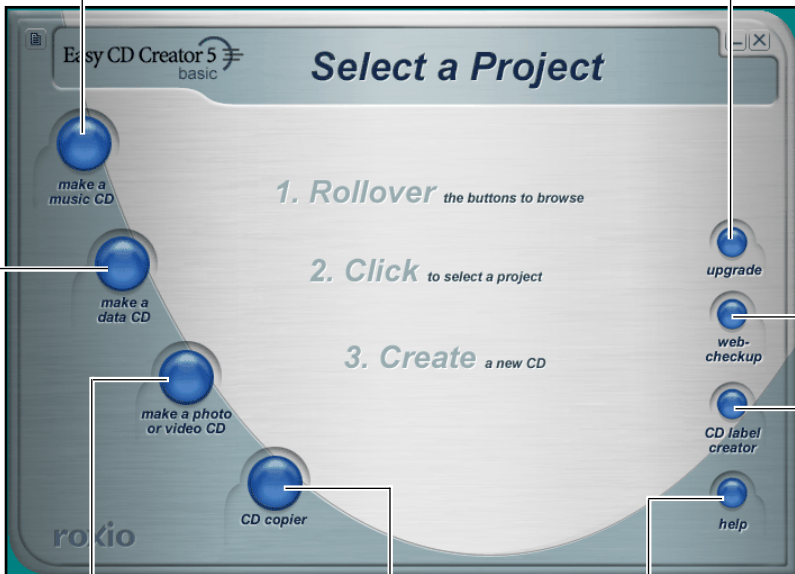 Easy CD Creator 5
basic
Select a Project
make a
music CD
1. Rollover the buttons to browse
make a
data CD
2. Click to select a project
make a photo
or video CD
3. Create a new CD
CD copier
upgrade
web-
checkup
CD label
creator
help
roxio